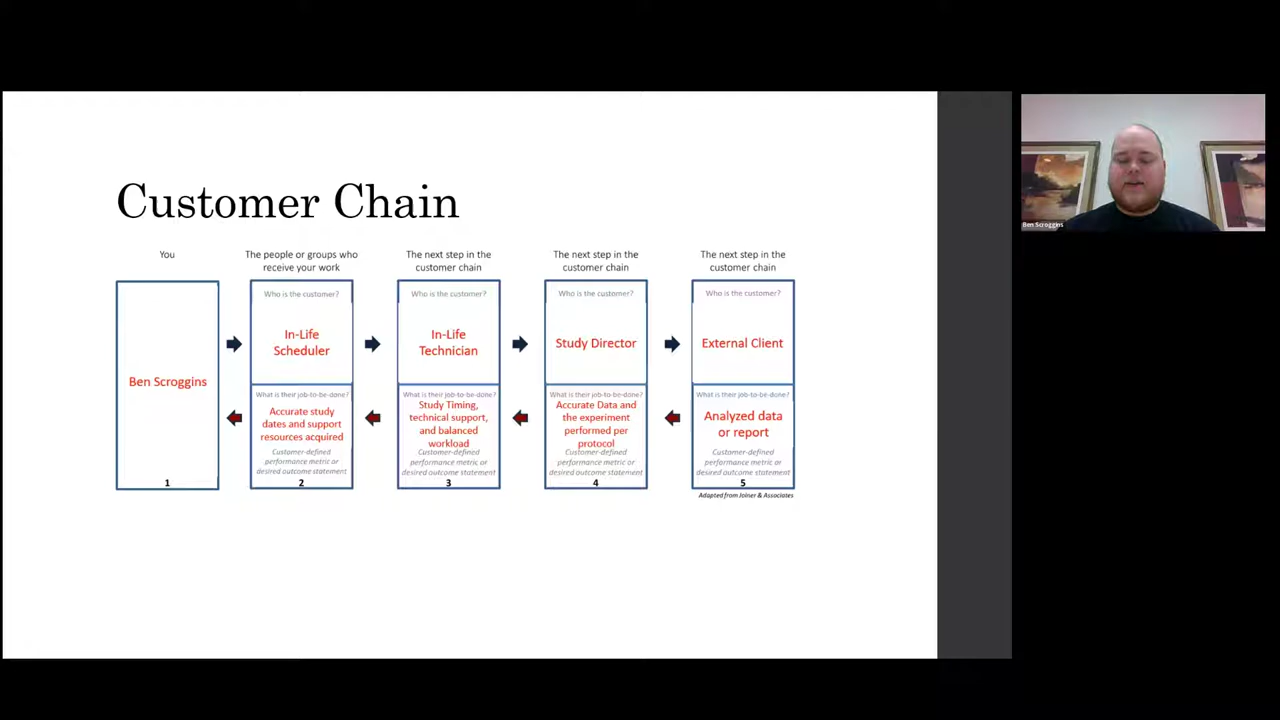 Customer Chain
You
The people or groups who
receive your work
The next step in the
customer chain
The next step in the
customer chain
The next step in the
customer chain
Ben Scroggins
1
Who is the customer?
In-Life
Scheduler
What is their job-to-be-done?
Accurate study
dates and support
resources acquired
Customer-defined
performance metric or
desired outcome statement
2
Who is the customer?
In-Life
Technician
What is their job-to-be-done?
Study Timing,
technical support,
and balanced
workload
Customer-defined
performance metric or
desired outcome statement
3
Who is the customer?
Study Director
What is their job-to-be-done?
Accurate Data and
the experiment
performed per
protocol
Customer-defined
performance metric or
desired outcome statement
4
Who is the customer?
External Client
What is their job-to-be-done?
Analyzed data
or report
Customer-defined
performance metric or
desired outcome statement
5
Adapted from Joiner & Associates
Ben Scroggins